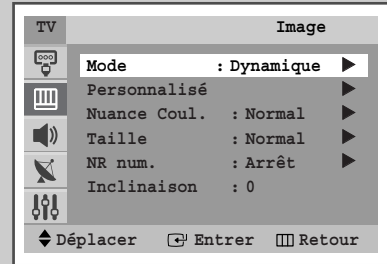 TV Image
Mode : Dynamique
Personnalisé
Nuance Coul. : Normal
Taille : Normal
NR num. : Arrêt
Inclinaison : 0
Déplacer Entrer Retour